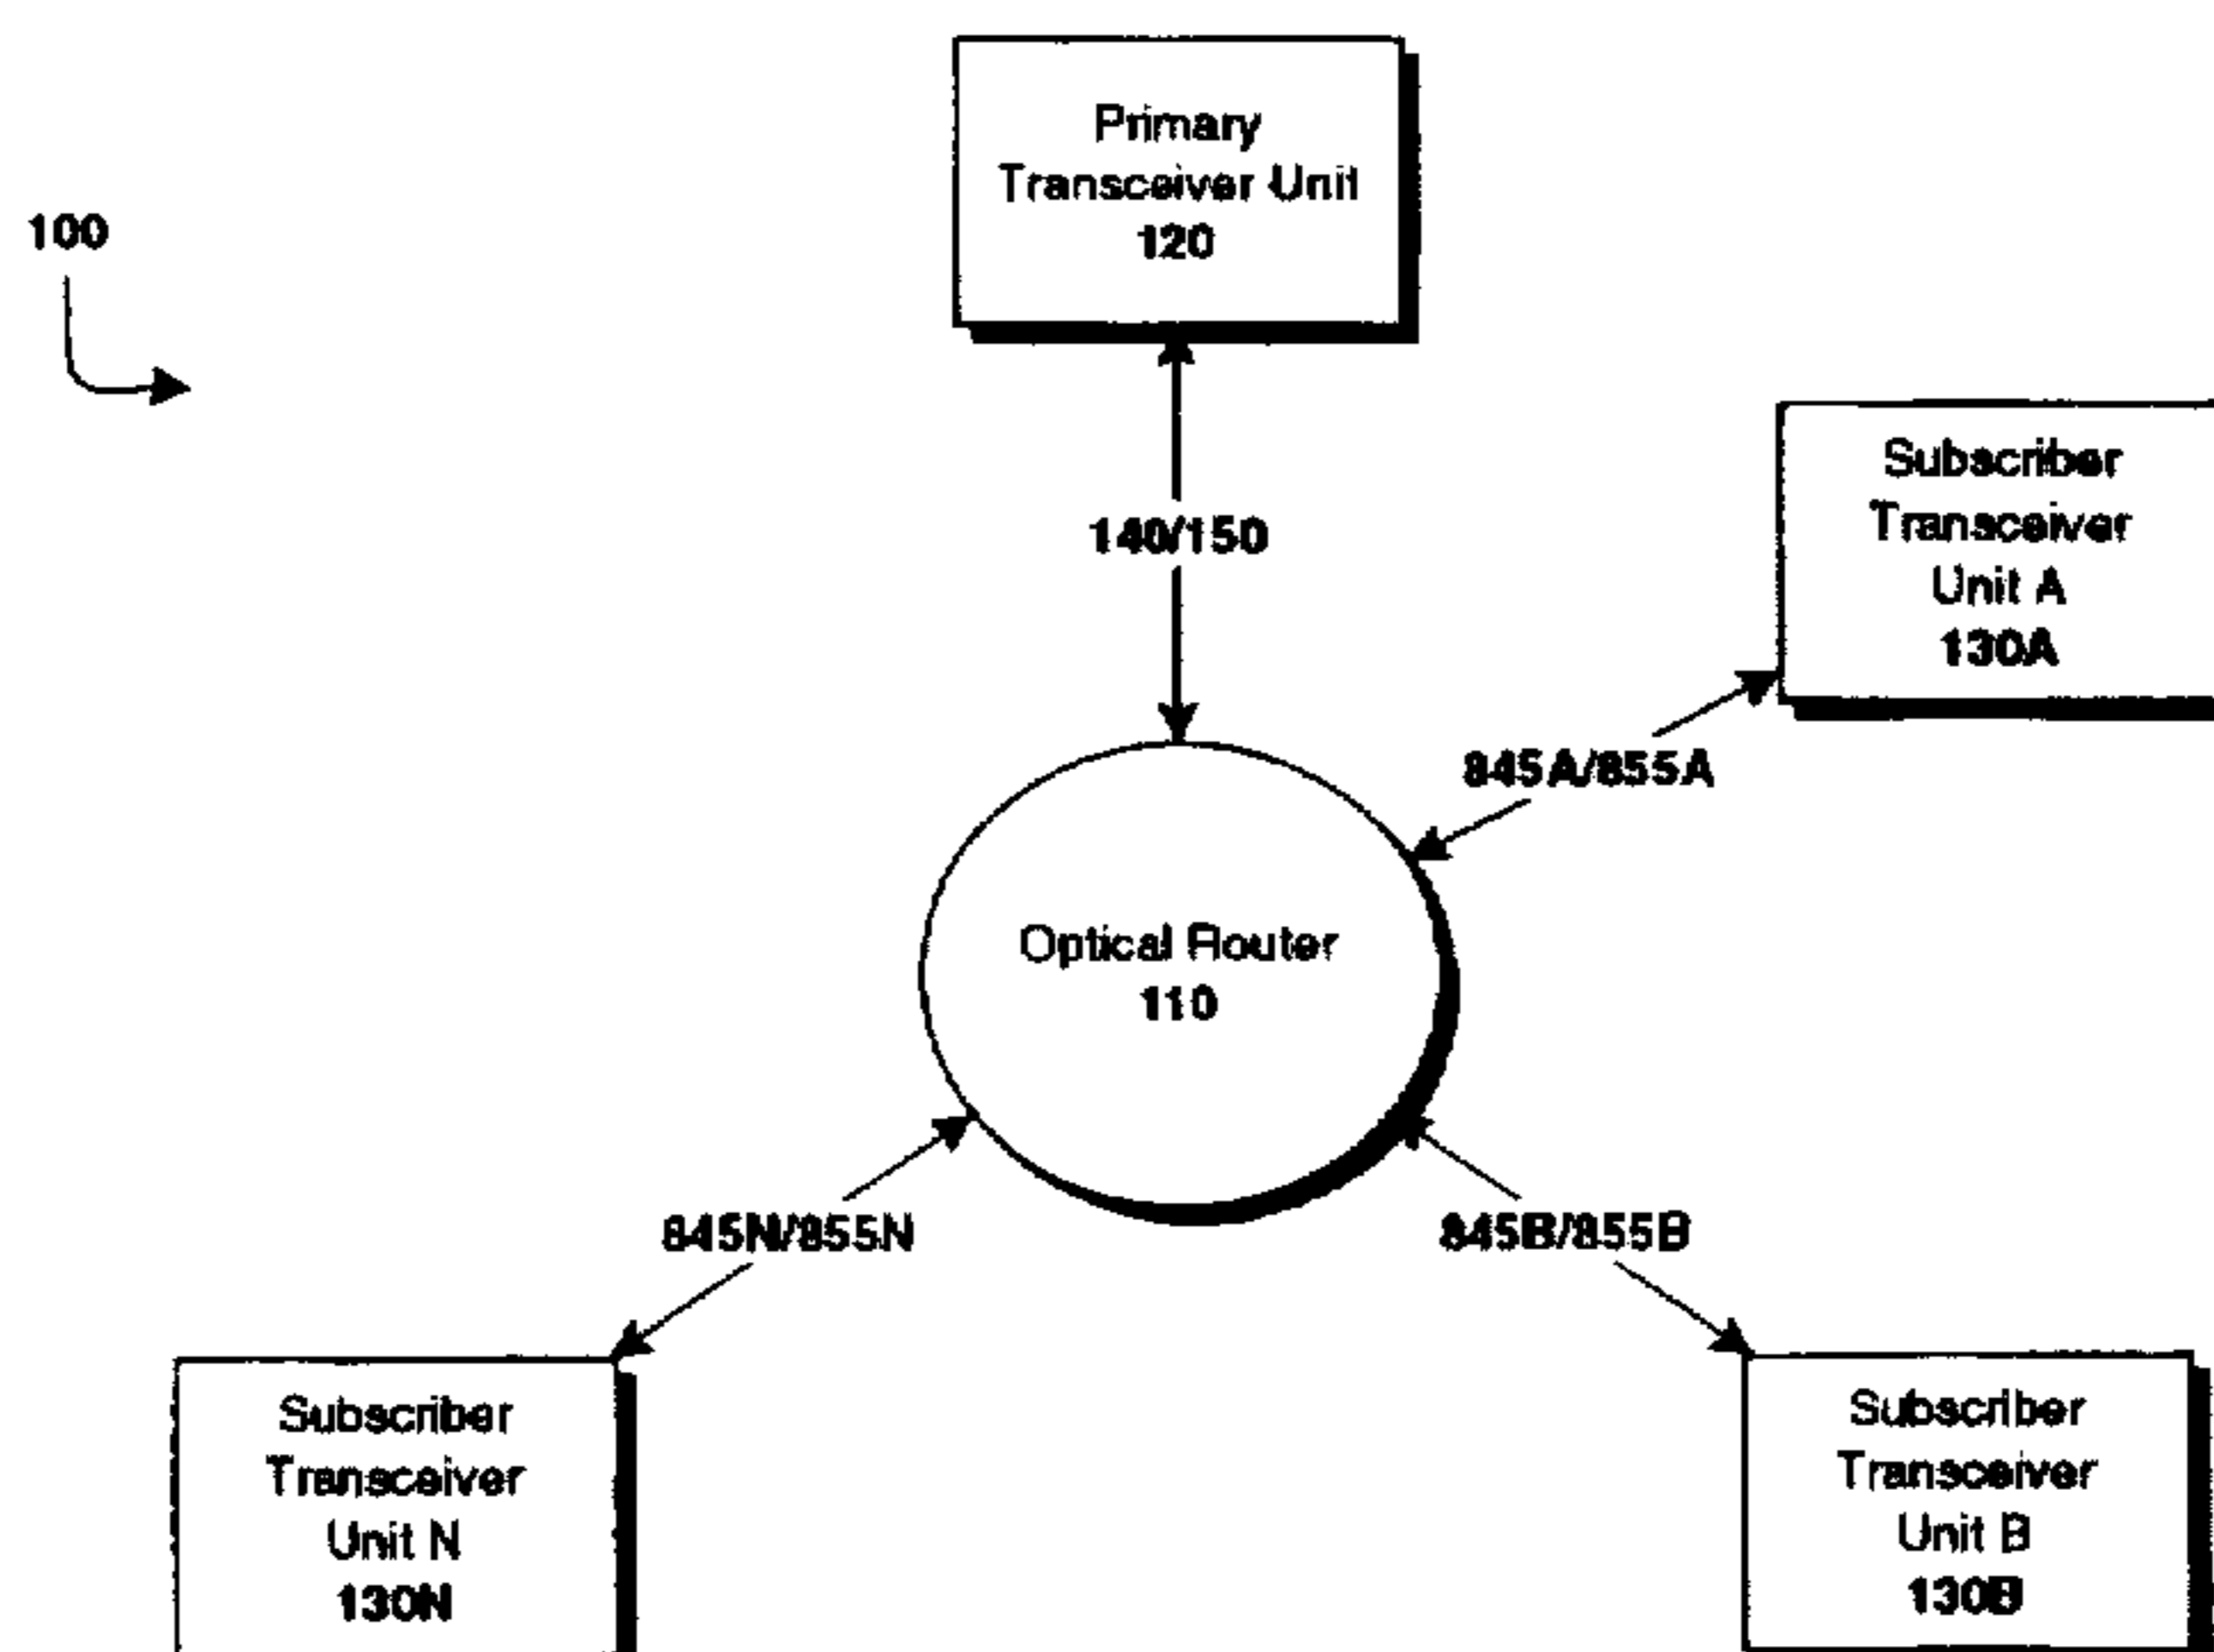 Primary
Transceiver Unit
120
100
140/150
Subscriber
Transceiver
Unit A
130A
845A/855A
Optical Router
110
845N/855N
845B/855B
Subscriber
Transceiver
Unit N
130N
Subscriber
Transceiver
Unit B
130B